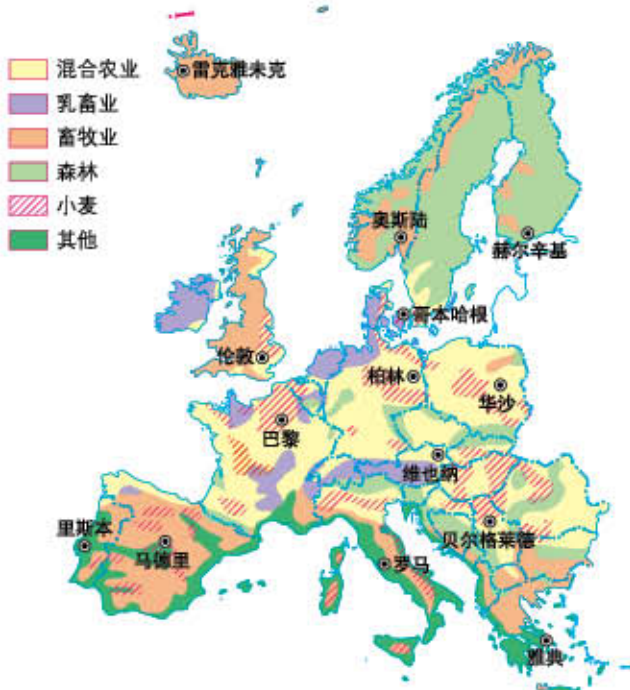 雷克雅未克
混合农业
乳畜业
畜牧业
森林
小麦
其他
奥斯陆
赫尔辛基
哥本哈根
伦敦
柏林
华沙
巴黎
维也纳
里斯本
马德里
贝尔格莱德
罗马
雅典